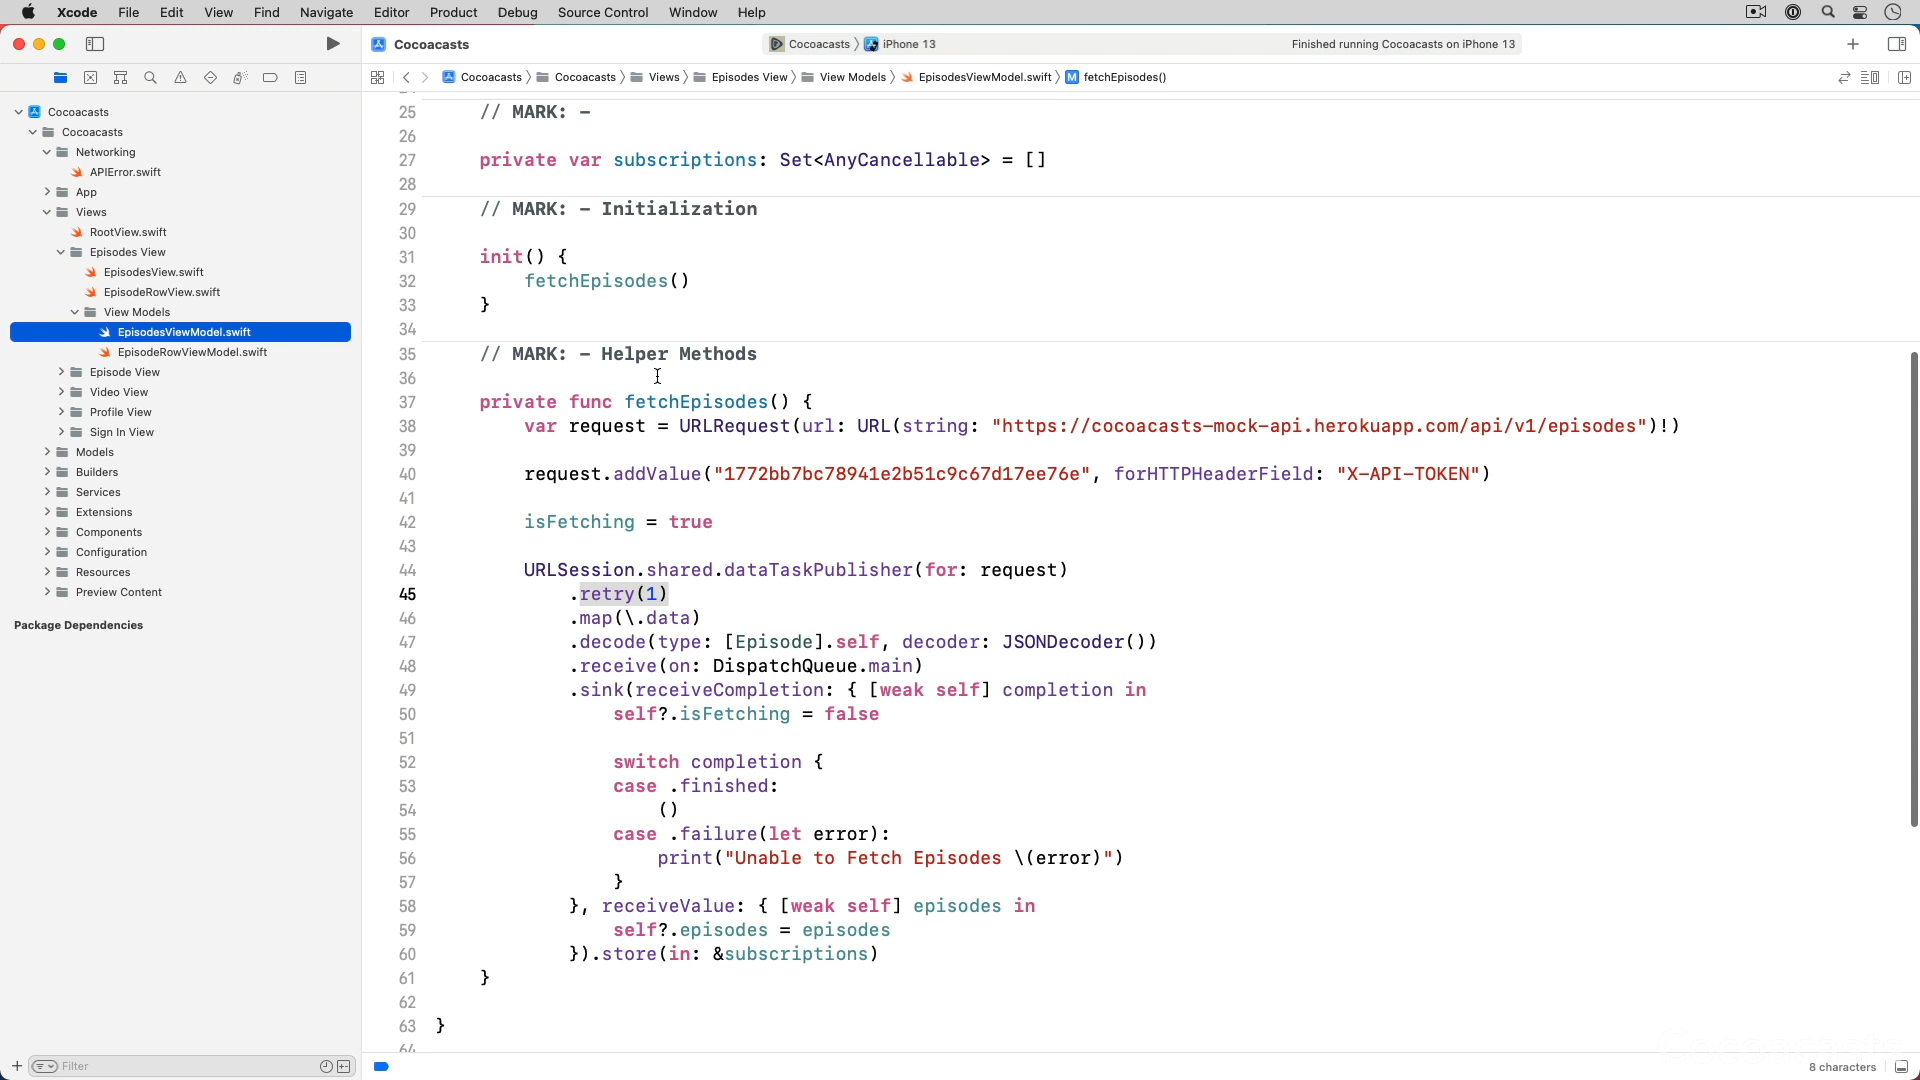 Xcode File Edit View Find Navigate Editor Product Debug Source Control Window Help
Cocoacasts
Cocoacasts iPhone 13
Finished running Cocoacasts on iPhone 13
Cocoacasts Cocoacasts Views Episodes View View Models EpisodesViewModel.swift M fetchEpisodes()
Cocoacasts
Cocoacasts
Networking
APIError.swift
App
Views
RootView.swift
Episodes View
EpisodesView.swift
EpisodeRowView.swift
View Models
EpisodesViewModel.swift
EpisodeRowViewModel.swift
Episode View
Video View
Profile View
Sign In View
Models
Builders
Services
Extensions
Components
Configuration
Resources
Preview Content
Package Dependencies
Filter
25 // MARK: -
26
27 private var subscriptions: Set<AnyCancellable> = []
28
29 // MARK: - Initialization
30
31 init() {
32 fetchEpisodes()
33 }
34
35 // MARK: - Helper Methods
36
37 private func fetchEpisodes() {
38 var request = URLRequest(url: URL(string: "https://cocoacasts-mock-api.herokuapp.com/api/v1/episodes")!)
39
40 request.addValue("1772bb7bc78941e2b51c9c67d17ee76e", forHTTPHeaderField: "X-API-TOKEN")
41
42 isFetching = true
43
44 URLSession.shared.dataTaskPublisher(for: request)
45 .retry(1)
46 .map(\.data)
47 .decode(type: [Episode].self, decoder: JSONDecoder())
48 .receive(on: DispatchQueue.main)
49 .sink(receiveCompletion: { [weak self] completion in
50 self?.isFetching = false
51
52 switch completion {
53 case .finished:
54 ()
55 case .failure(let error):
56 print("Unable to Fetch Episodes \(error)")
57 }
58 }, receiveValue: { [weak self] episodes in
59 self?.episodes = episodes
60 }).store(in: &subscriptions)
61 }
62
63 }
64
8 characters